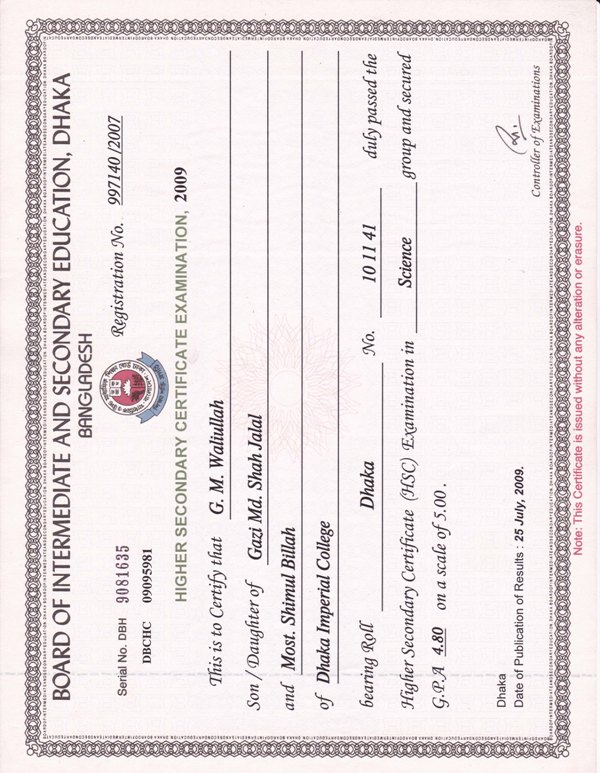 BOARD OF INTERMEDIATE AND SECONDARY EDUCATION, DHAKA
BANGLADESH
Serial No. DBH 9081635
Registration No. 997140 /2007
DBCHC 09095981
HIGHER SECONDARY CERTIFICATE EXAMINATION, 2009
This is to Certify that G. M. Waliullah
Son / Daughter of Gazi Md. Shah Jalal
and Most. Shimul Billah
of Dhaka Imperial College
bearing Roll Dhaka No. 10 11 41 duly passed the
Higher Secondary Certificate (HSC) Examination in Science group and secured
G.P.A 4.80 on a scale of 5.00 .
Dhaka
Date of Publication of Results : 25 July, 2009.
Controller of Examinations
Note: This Certificate is issued without any alteration or erasure.